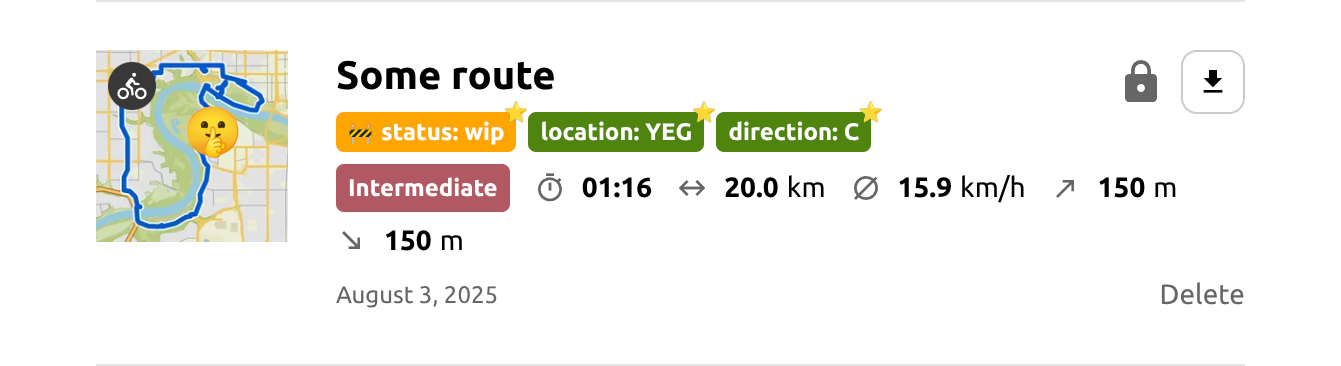 Some route
🚧 status: wip location: YEG direction: C
Intermediate 01:16 20.0 km 15.9 km/h 150 m
150 m
August 3, 2025 Delete